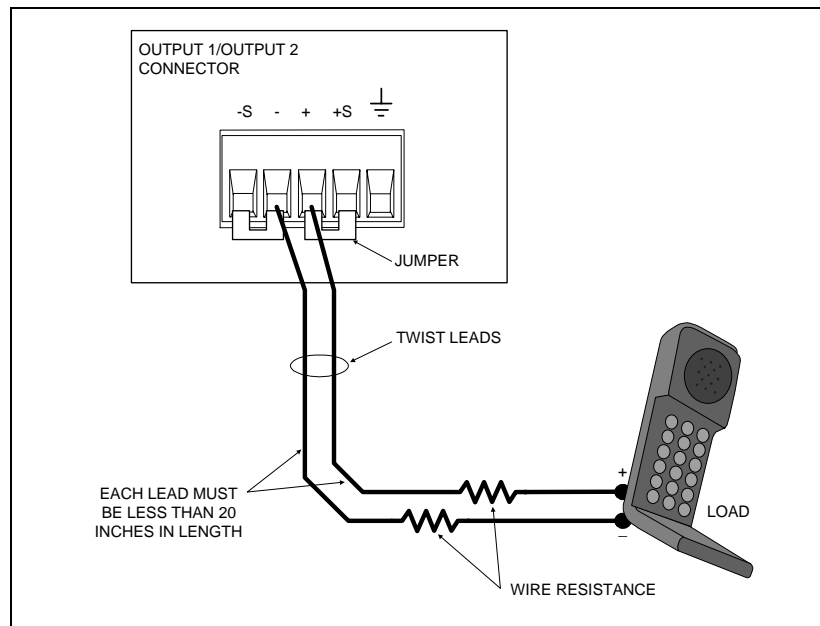 OUTPUT 1/OUTPUT 2
CONNECTOR
-S - + +S
JUMPER
TWIST LEADS
EACH LEAD MUST
BE LESS THAN 20
INCHES IN LENGTH
+
LOAD
_
WIRE RESISTANCE